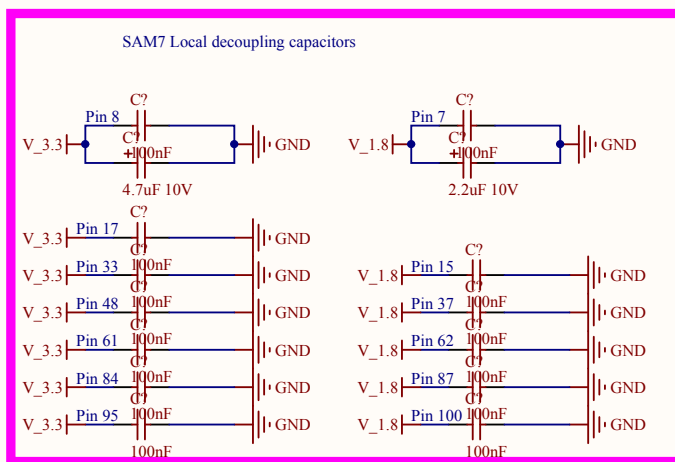 SAM7 Local decoupling capacitors
C? C?
Pin 8 Pin 7
C? C?
V_3.3 GND V_1.8 GND
+100nF +100nF
4.7uF 10V 2.2uF 10V
C?
Pin 17
V_3.3 GND
C? C?
Pin 33 100nF Pin 15
V_3.3 GND V_1.8 GND
C? C?
Pin 48 100nF Pin 37 100nF
V_3.3 GND V_1.8 GND
C? C?
Pin 61 100nF Pin 62 100nF
V_3.3 GND V_1.8 GND
C? C?
Pin 84 100nF Pin 87 100nF
V_3.3 GND V_1.8 GND
C? C?
Pin 95 100nF Pin 100 100nF
V_3.3 GND V_1.8 GND
100nF 100nF